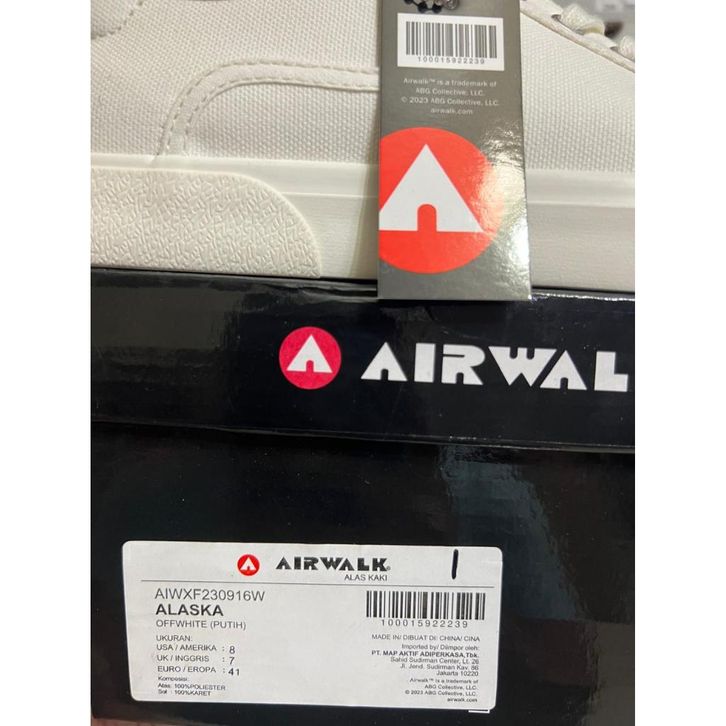 100015922239
Airwalk™ is a trademark of
ABG Collective, LLC.
© 2023 ABG Collective, LLC.
airwalk.com
AIRWAL
AIRWALK®
ALAS KAKI
I
AIWXF230916W
ALASKA
OFFWHITE (PUTIH)
100015922239
UKURAN:
USA / AMERIKA : 8
UK / INGGRIS : 7
EURO / EROPA : 41
Komposisi:
Atas: 100%POLIESTER
Sol : 100%KARET
MADE IN/ DIBUAT DI: CHINA/ CINA
Imported by/ Diimpor oleh:
PT. MAP AKTIF ADIPERKASA,Tbk.
Sahid Sudirman Center, Lt. 26
Jl. Jend. Sudirman Kav. 86
Jakarta 10220
Airwalk™ is a trademark of
ABG Collective, LLC.
© 2023 ABG Collective, LLC.